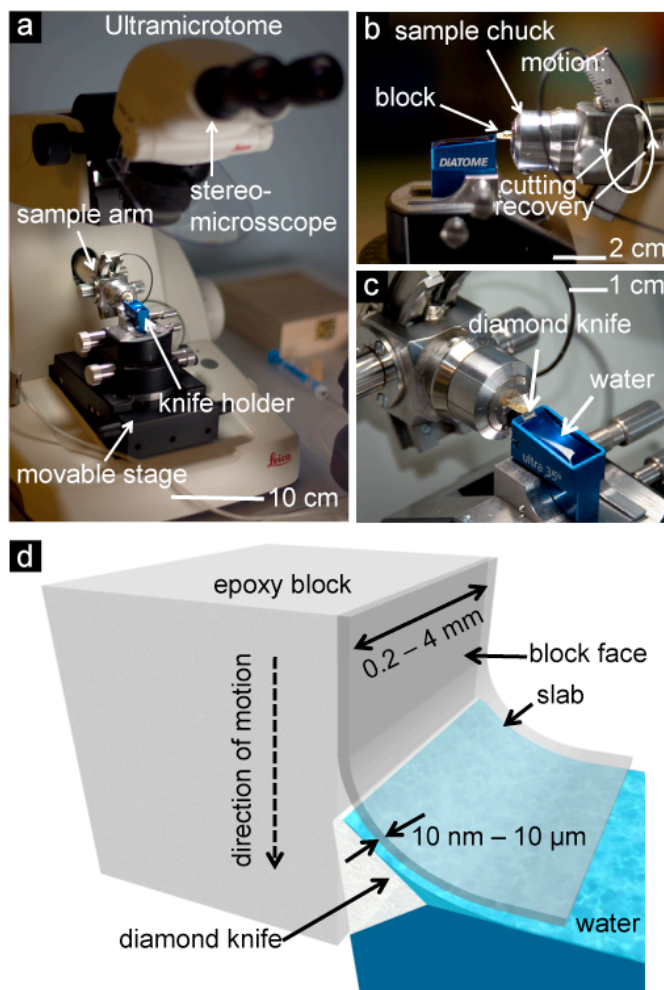 a
Ultramicrotome
Leica
stereo-
microsscope
sample arm
knife holder
movable stage
Leica
10 cm
b
sample chuck
motion:
block
DiATOME
cutting
recovery
2 cm
c
1 cm
diamond knife
water
ultra 35°
d
epoxy block
0.2 – 4 mm
block face
slab
direction of motion
10 nm – 10 µm
diamond knife
water